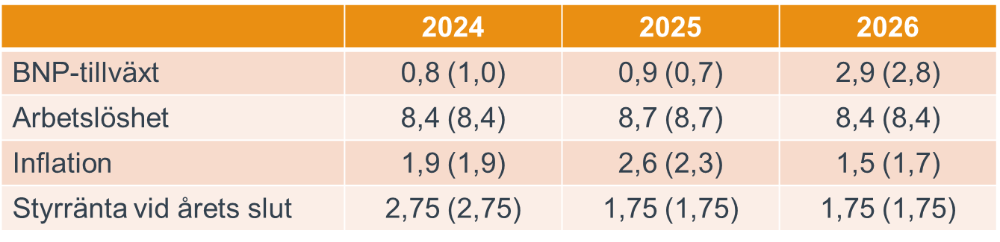 2024 2025 2026
BNP-tillväxt 0,8 (1,0) 0,9 (0,7) 2,9 (2,8)
Arbetslöshet 8,4 (8,4) 8,7 (8,7) 8,4 (8,4)
Inflation 1,9 (1,9) 2,6 (2,3) 1,5 (1,7)
Styrränta vid årets slut 2,75 (2,75) 1,75 (1,75) 1,75 (1,75)